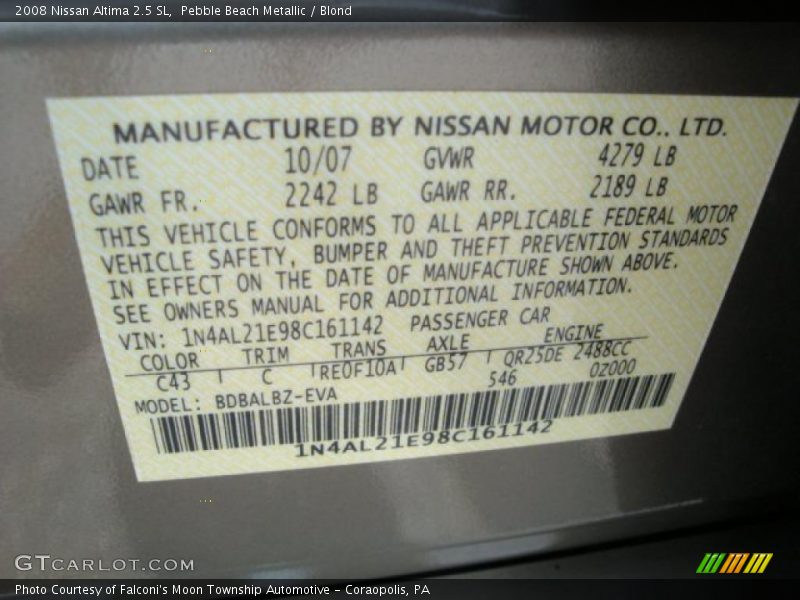 2008 Nissan Altima 2.5 SL, Pebble Beach Metallic / Blond
MANUFACTURED BY NISSAN MOTOR CO., LTD.
DATE 10/07 GVWR 4279 LB
GAWR FR. 2242 LB GAWR RR. 2189 LB
THIS VEHICLE CONFORMS TO ALL APPLICABLE FEDERAL MOTOR
VEHICLE SAFETY, BUMPER AND THEFT PREVENTION STANDARDS
IN EFFECT ON THE DATE OF MANUFACTURE SHOWN ABOVE.
SEE OWNERS MANUAL FOR ADDITIONAL INFORMATION.
VIN: 1N4AL21E98C161142 PASSENGER CAR
COLOR TRIM TRANS AXLE ENGINE
C43 C RE0F10A GB57 QR25DE 2488CC
546 0Z000
MODEL: BDBALBZ-EVA
1N4AL21E98C161142
GTCARLOT.COM
Photo Courtesy of Falconi's Moon Township Automotive - Coraopolis, PA